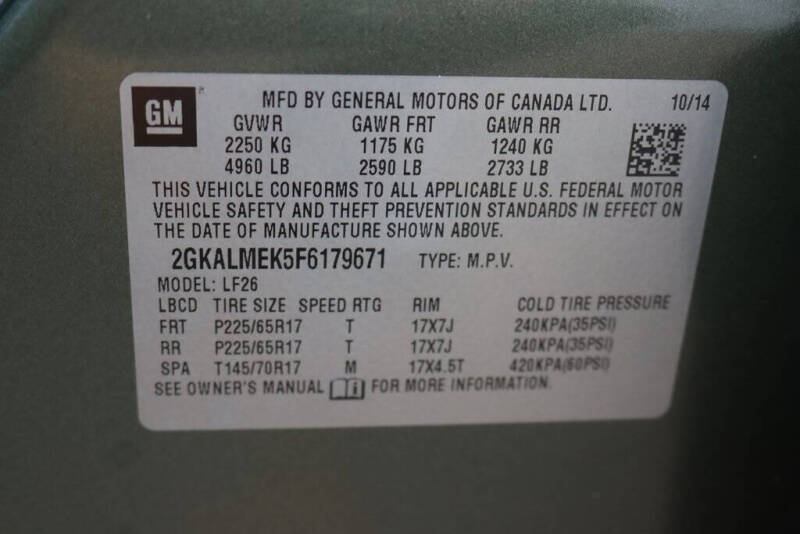 GM MFD BY GENERAL MOTORS OF CANADA LTD. 10/14
GVWR GAWR FRT GAWR RR
2250 KG 1175 KG 1240 KG
4960 LB 2590 LB 2733 LB
THIS VEHICLE CONFORMS TO ALL APPLICABLE U.S. FEDERAL MOTOR
VEHICLE SAFETY AND THEFT PREVENTION STANDARDS IN EFFECT ON
THE DATE OF MANUFACTURE SHOWN ABOVE.
2GKALMEK5F6179671 TYPE: M.P.V.
MODEL: LF26
LBCD TIRE SIZE SPEED RTG RIM COLD TIRE PRESSURE
FRT P225/65R17 T 17X7J 240KPA(35PSI)
RR P225/65R17 T 17X7J 240KPA(35PSI)
SPA T145/70R17 M 17X4.5T 420KPA(60PSI)
SEE OWNER'S MANUAL i FOR MORE INFORMATION.